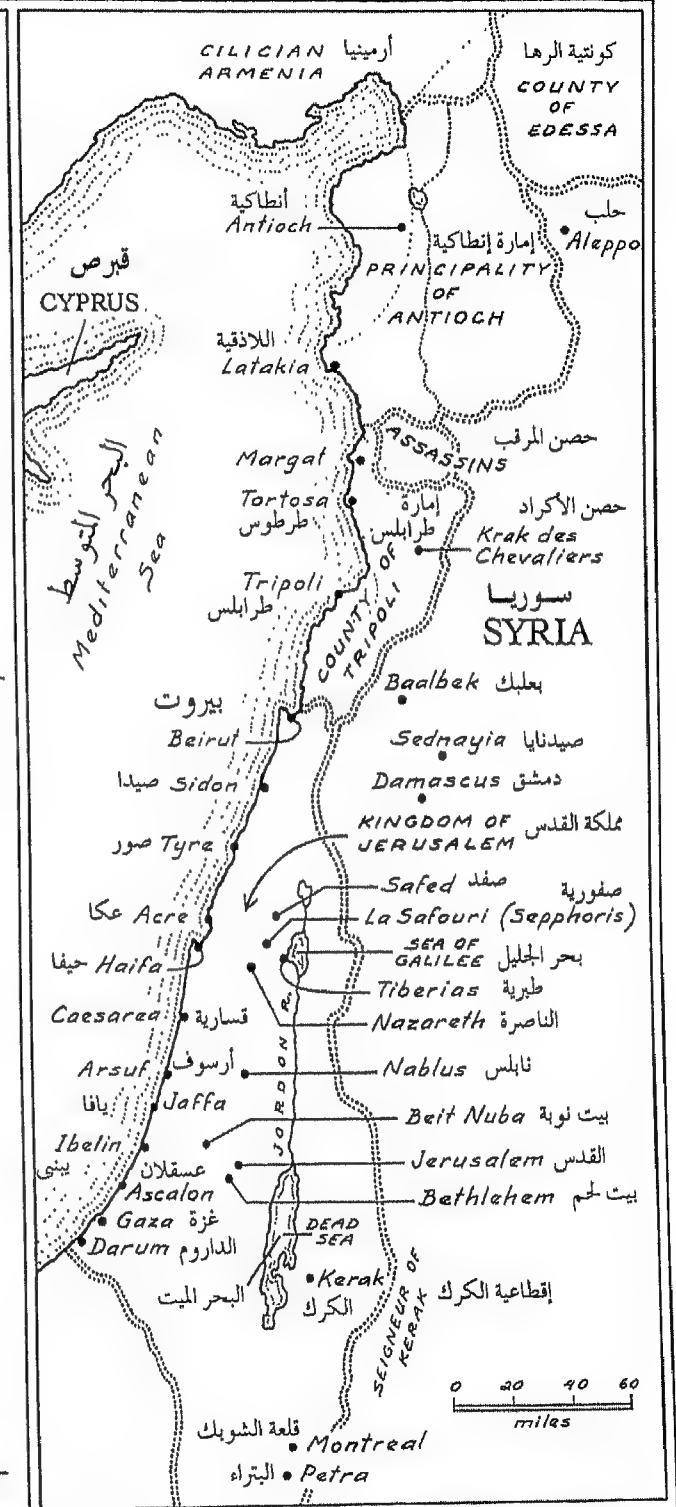 CILICIAN أرمينيا
ARMENIA
كونتية الرها
COUNTY
OF
EDESSA
أنطاكية
Antioch
حلب
Aleppo
إمارة إنطاكية
PRINCIPALITY
OF
ANTIOCH
قبرص
CYPRUS
اللاذقية
Latakia
البحر المتوسط
Mediterranean
Sea
ASSASSINS
حصن المرقب
Margat
Tortosa
طرطوس
إمارة
طرابلس
حصن الأكراد
Krak des
Chevaliers
Tripoli
طرابلس
COUNTY OF
TRIPOLI
سوريا
SYRIA
Baalbek بعلبك
بيروت
Beirut
Sednayia صيدنايا
صيدا Sidon
Damascus دمشق
KINGDOM OF مملكة القدس
JERUSALEM
صور Tyre
Safed صفد
صفورية
عكا Acre
La Safouri (Sepphoris)
SEA OF
GALILEE بحر الجليل
حيفا Haifa
Tiberias طبرية
Caesarea قسارية
Nazareth الناصرة
JORDON R.
Arsuf أرسوف
Nablus نابلس
يافا Jaffa
Beit Nuba بيت نوبة
Ibelin
يبنى
Jerusalem القدس
عسقلان
Ascalon
Bethlehem بيت لحم
Gaza غزة
DEAD
SEA
Darum الداروم
البحر الميت
Kerak
الكرك
SEIGNEUR OF
KERAK
إقطاعية الكرك
0 20 40 60
miles
قلعة الشوبك
Montreal
البتراء Petra